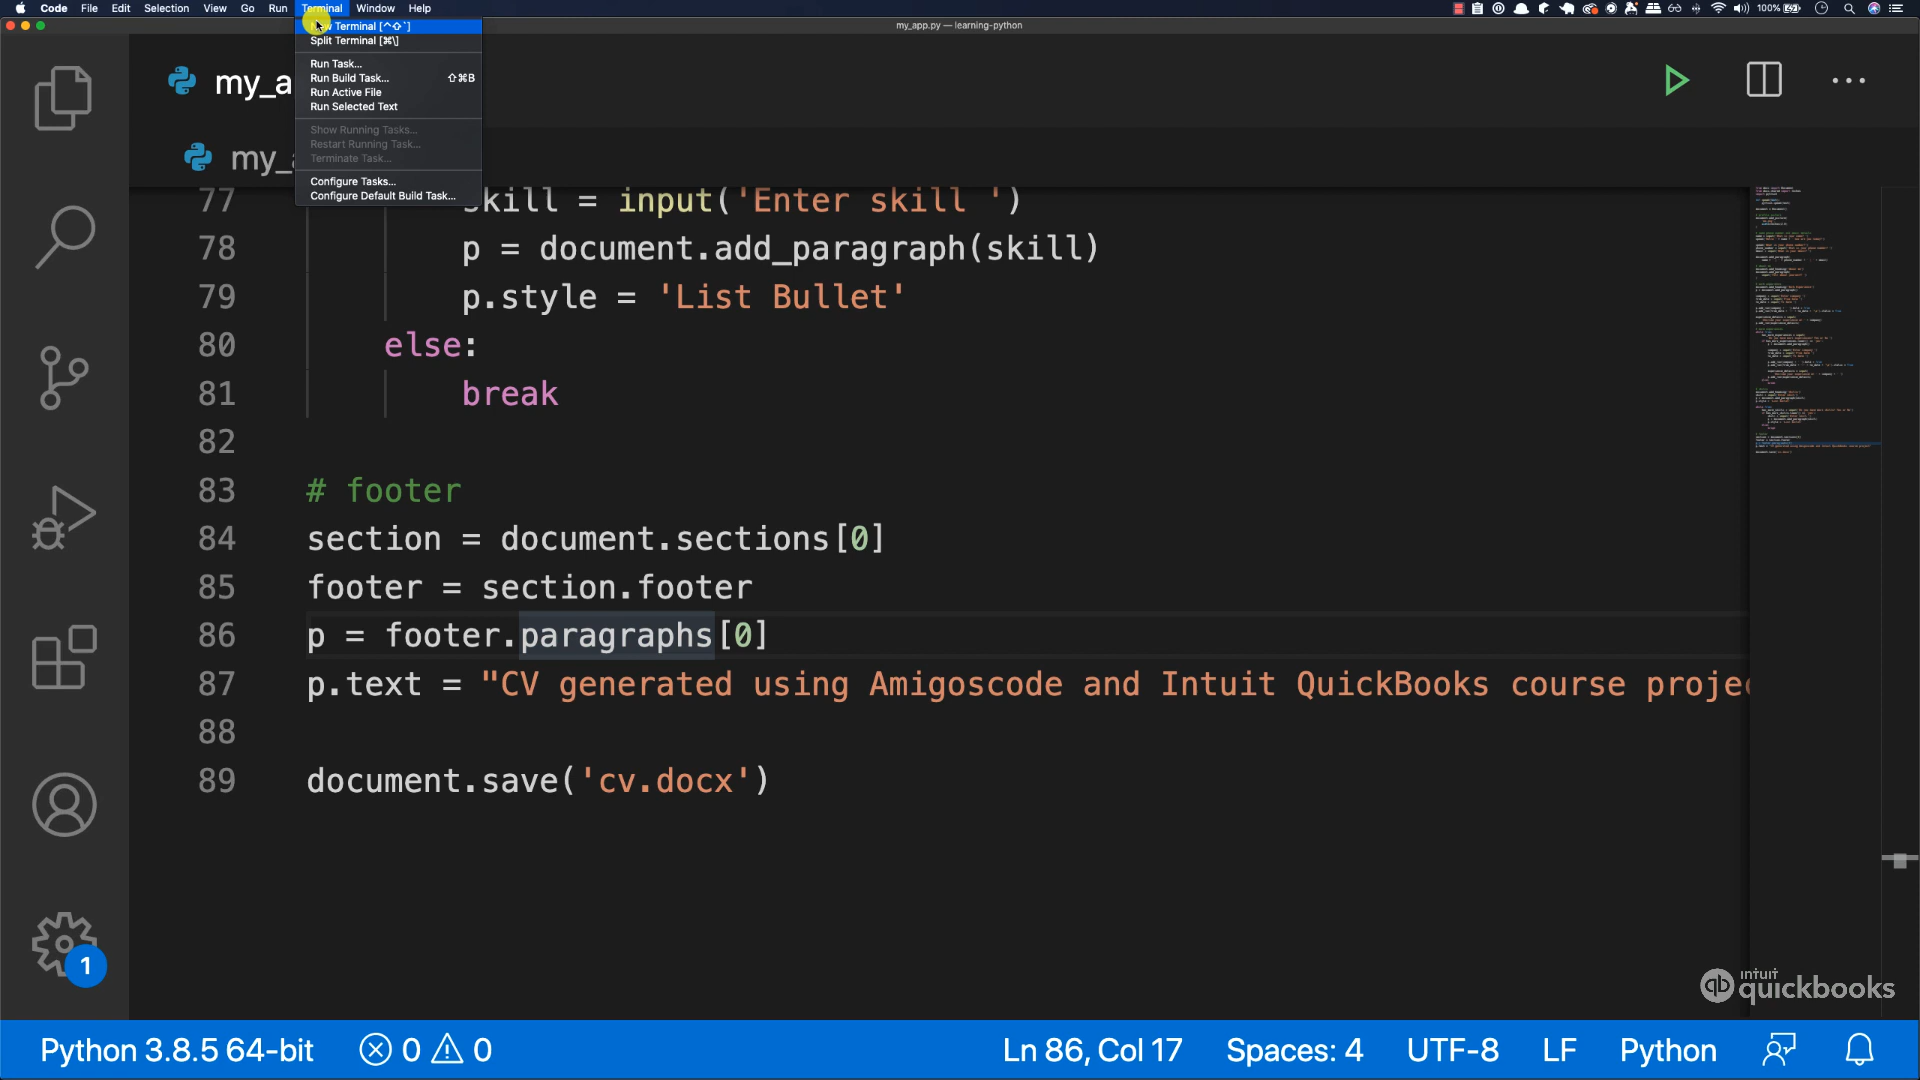 Code File Edit Selection View Go Run Terminal Window Help
100%
my_app.py — learning-python
Terminal [^⇧`]
Split Terminal [⌘\]
Run Task...
Run Build Task... ⇧⌘B
Run Active File
Run Selected Text
Show Running Tasks...
Restart Running Task...
Terminate Task...
Configure Tasks...
Configure Default Build Task...
my_a
my_a
77 skill = input('Enter skill ')
78 p = document.add_paragraph(skill)
79 p.style = 'List Bullet'
80 else:
81 break
82
83 # footer
84 section = document.sections[0]
85 footer = section.footer
86 p = footer.paragraphs[0]
87 p.text = "CV generated using Amigoscode and Intuit QuickBooks course projec
88
89 document.save('cv.docx')
1
intuit
quickbooks
Python 3.8.5 64-bit 0 0 Ln 86, Col 17 Spaces: 4 UTF-8 LF Python